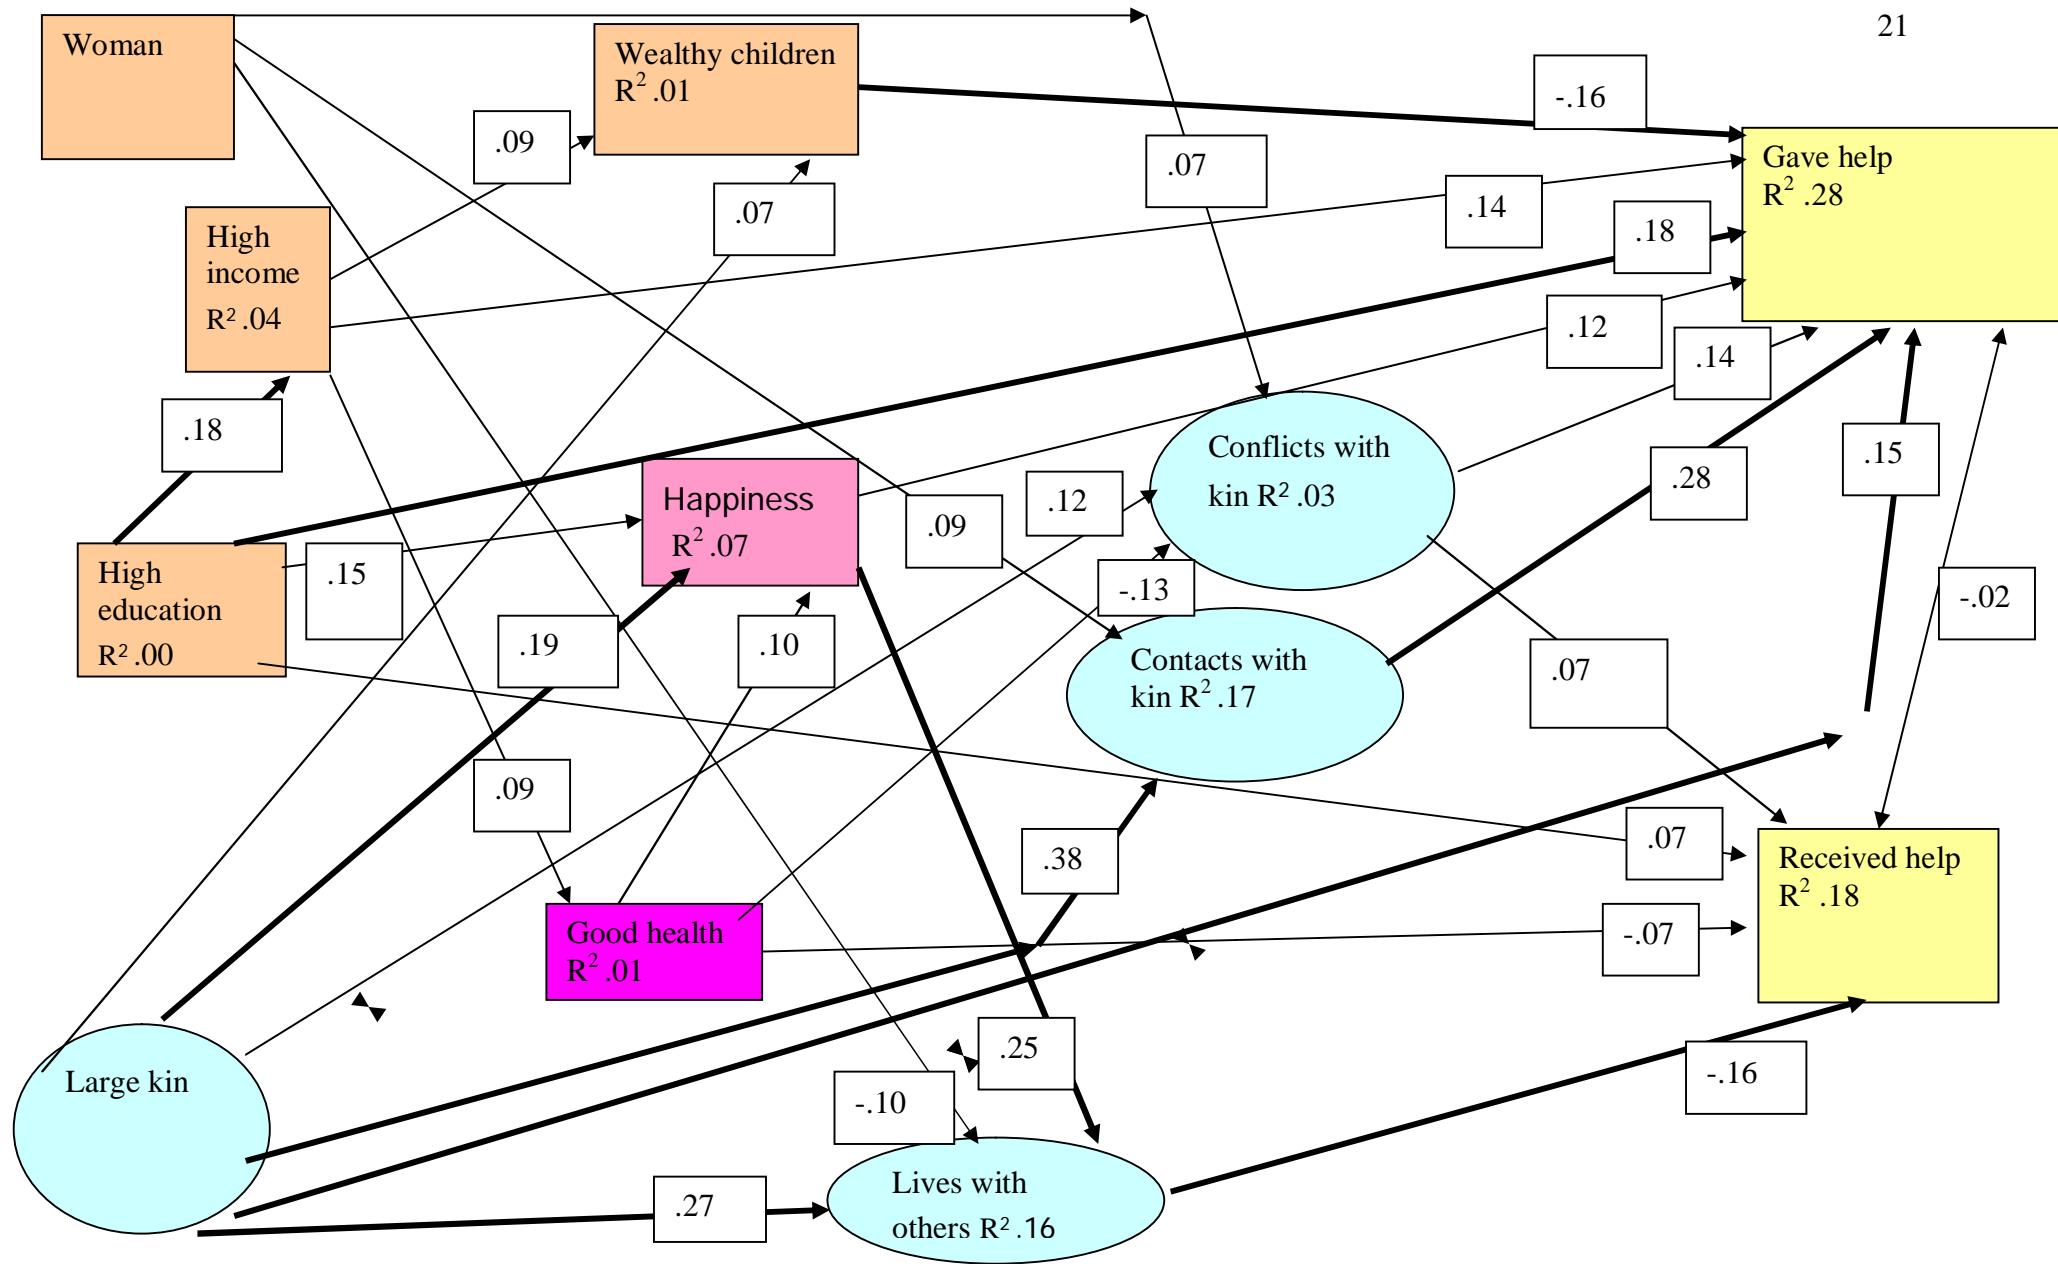 21
Woman
Wealthy children
R² .01
-.16
.09
.07
.07
Gave help
R² .28
.14
.18
High
income
R² .04
.12
.14
.18
Conflicts with
kin R² .03
.15
.28
Happiness
R² .07
.12
.09
High
education
R² .00
.15
-.13
-.02
.19
.10
Contacts with
kin R² .17
.07
.09
.38
.07
Received help
R² .18
Good health
R² .01
-.07
.25
Large kin
-.10
-.16
.27
Lives with
others R² .16